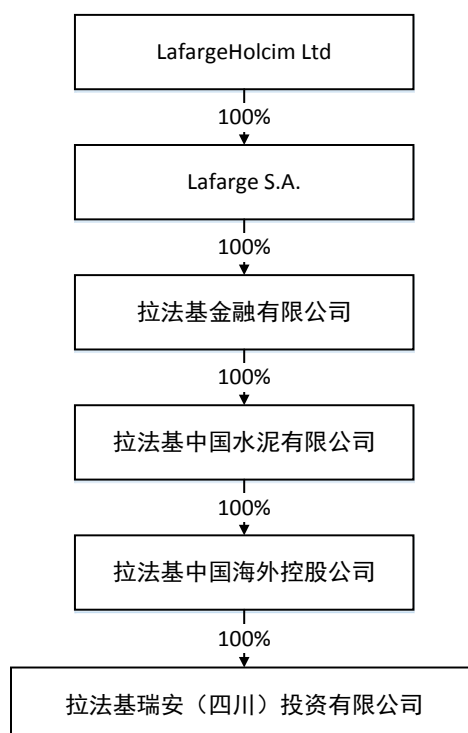 LafargeHolcim Ltd
100%
Lafarge S.A.
100%
拉法基金融有限公司
100%
拉法基中国水泥有限公司
100%
拉法基中国海外控股公司
100%
拉法基瑞安（四川）投资有限公司